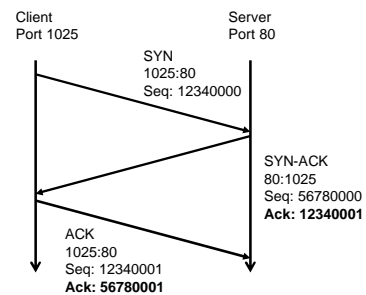 Client
Port 1025
Server
Port 80
SYN
1025:80
Seq: 12340000
SYN-ACK
80:1025
Seq: 56780000
Ack: 12340001
ACK
1025:80
Seq: 12340001
Ack: 56780001